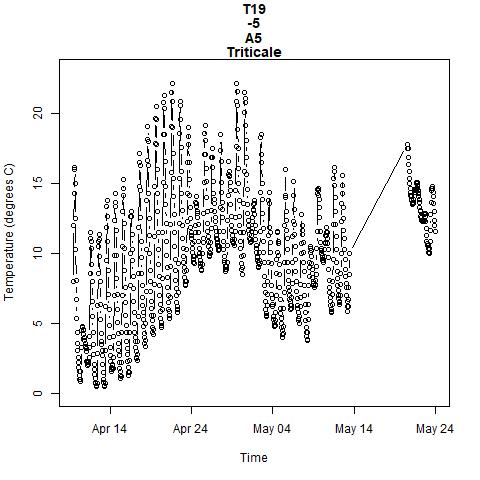 T19
-5
A5
Triticale
Temperature (degrees C)
20
15
10
5
0
Apr 14
Apr 24
May 04
May 14
May 24
Time